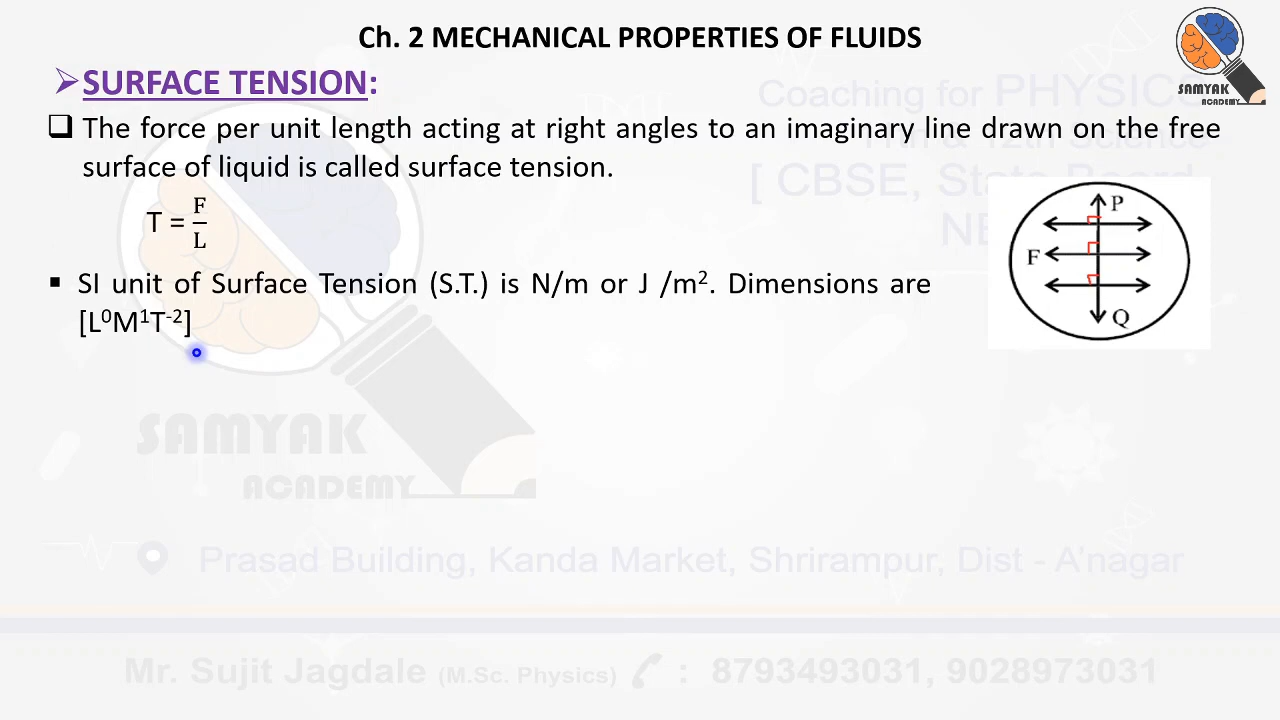 Ch. 2 MECHANICAL PROPERTIES OF FLUIDS
SAMYAK
ACADEMY
➢SURFACE TENSION:
Coaching for PHYSICS
❑ The force per unit length acting at right angles to an imaginary line drawn on the free
11th & 12th Science
surface of liquid is called surface tension.
[ CBSE, State Board,
T = F/L
P
F
Q
▪ SI unit of Surface Tension (S.T.) is N/m or J /m². Dimensions are
[L⁰M¹T⁻²]
SAMYAK
ACADEMY
Prasad Building, Kanda Market, Shrirampur, Dist - A'nagar
Mr. Sujit Jagdale (M.Sc. Physics) : 8793493031, 9028973031